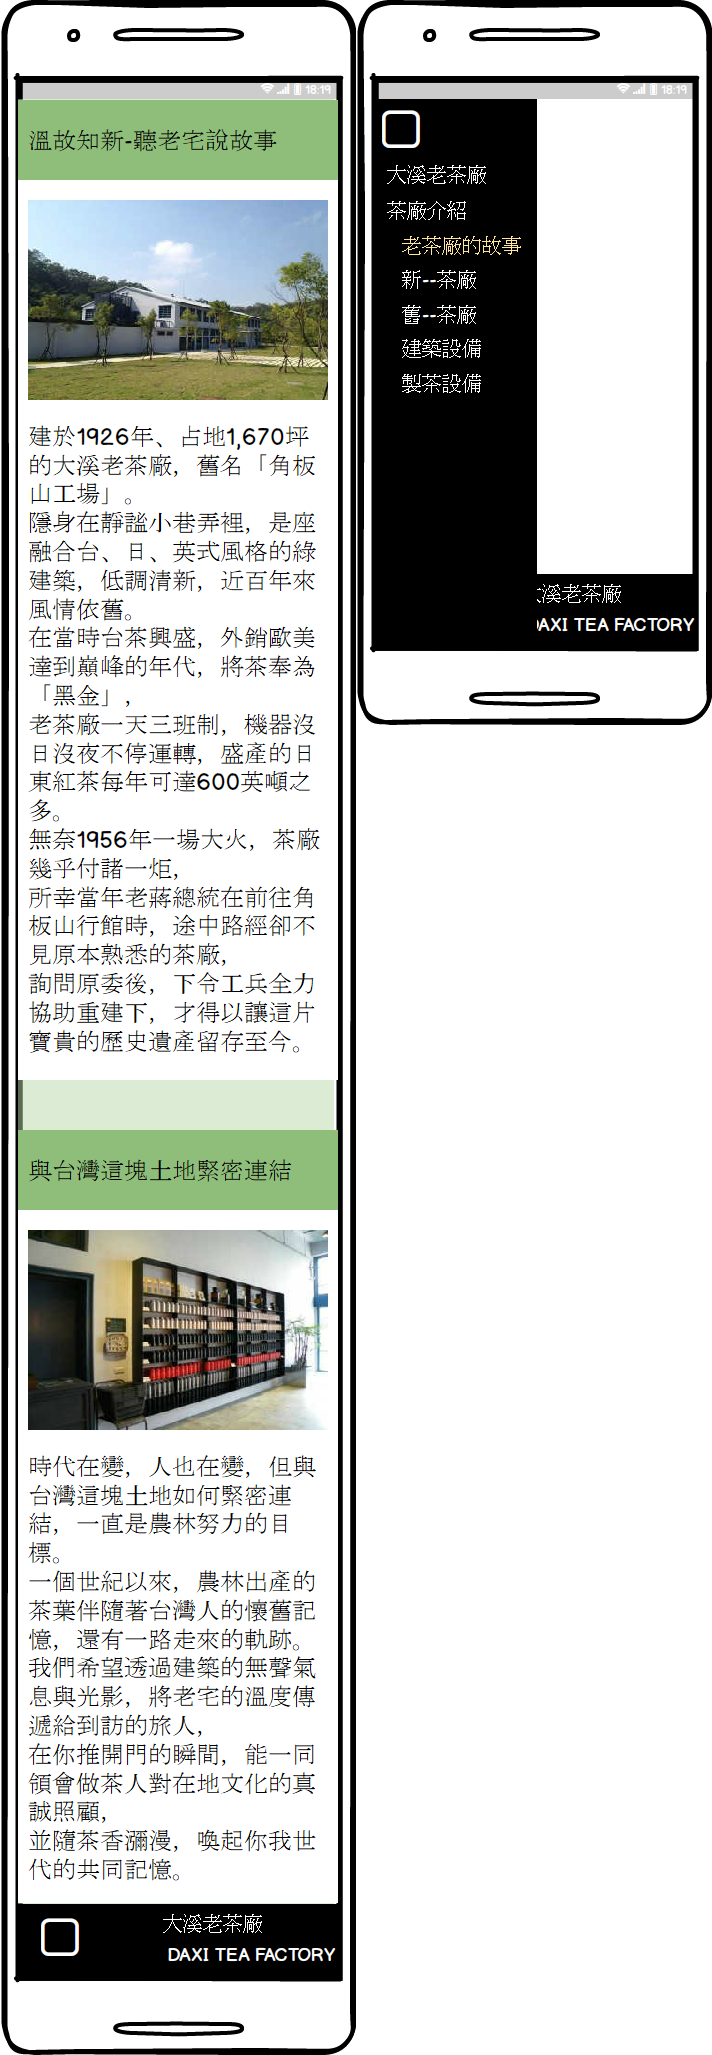 18:19
溫故知新-聽老宅說故事
建於1926年、占地1,670坪
的大溪老茶廠，舊名「角板
山工場」。
隱身在靜謐小巷弄裡，是座
融合台、日、英式風格的綠
建築，低調清新，近百年來
風情依舊。
在當時台茶興盛，外銷歐美
達到巔峰的年代，將茶奉為
「黑金」，
老茶廠一天三班制，機器沒
日沒夜不停運轉，盛產的日
東紅茶每年可達600英噸之
多。
無奈1956年一場大火，茶廠
幾乎付諸一炬，
所幸當年老蔣總統在前往角
板山行館時，途中路經卻不
見原本熟悉的茶廠，
詢問原委後，下令工兵全力
協助重建下，才得以讓這片
寶貴的歷史遺產留存至今。
與台灣這塊土地緊密連結
時代在變，人也在變，但與
台灣這塊土地如何緊密連
結，一直是農林努力的目
標。
一個世紀以來，農林出產的
茶葉伴隨著台灣人的懷舊記
憶，還有一路走來的軌跡。
我們希望透過建築的無聲氣
息與光影，將老宅的溫度傳
遞給到訪的旅人，
在你推開門的瞬間，能一同
領會做茶人對在地文化的真
誠照顧，
並隨茶香瀰漫，喚起你我世
代的共同記憶。
大溪老茶廠
DAXI TEA FACTORY
18:19
大溪老茶廠
茶廠介紹
老茶廠的故事
新--茶廠
舊--茶廠
建築設備
製茶設備
大溪老茶廠
DAXI TEA FACTORY